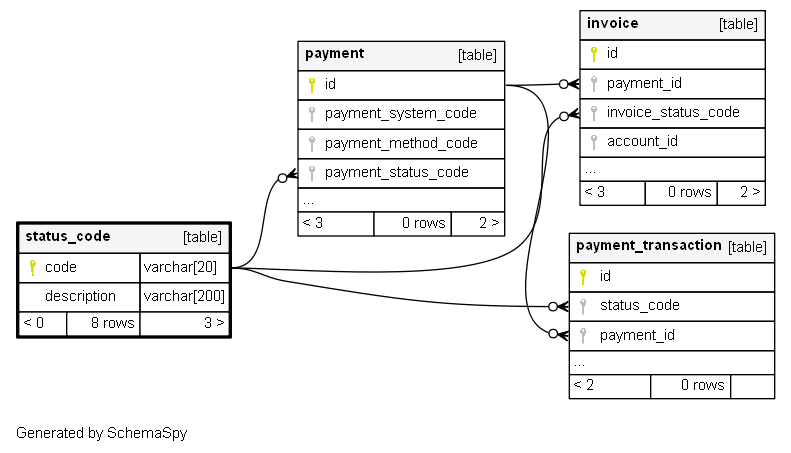 invoice [table]
id
payment_id
invoice_status_code
account_id
...
< 3 0 rows 2 >
payment [table]
id
payment_system_code
payment_method_code
payment_status_code
...
< 3 0 rows 2 >
status_code [table]
code varchar[20]
description varchar[200]
< 0 8 rows 3 >
payment_transaction [table]
id
status_code
payment_id
...
< 2 0 rows
Generated by SchemaSpy